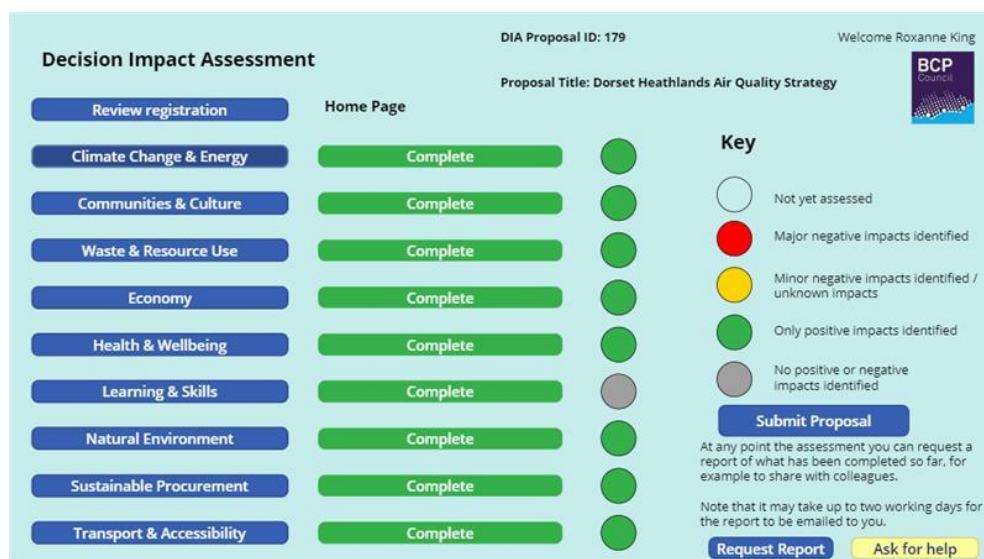 DIA Proposal ID: 179
Welcome Roxanne King
Decision Impact Assessment
Proposal Title: Dorset Heathlands Air Quality Strategy
BCP
Council
Review registration
Home Page
Climate Change & Energy
Complete
Communities & Culture
Complete
Waste & Resource Use
Complete
Economy
Complete
Health & Wellbeing
Complete
Learning & Skills
Complete
Natural Environment
Complete
Sustainable Procurement
Complete
Transport & Accessibility
Complete
Key
Not yet assessed
Major negative impacts identified
Minor negative impacts identified /
unknown impacts
Only positive impacts identified
No positive or negative
impacts identified
Submit Proposal
At any point the assessment you can request a
report of what has been completed so far, for
example to share with colleagues.
Note that it may take up to two working days for
the report to be emailed to you.
Request Report
Ask for help